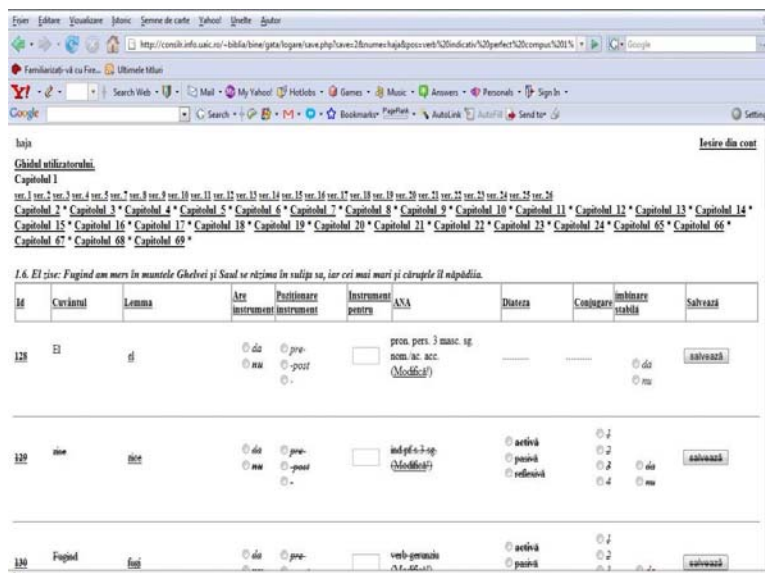 Fișier Editare Vizualizare Istoric Semne de carte Yahoo! Unelte Ajutor
http://consilr.info.uaic.ro/~biblia/bine/gata/logare/save.php?save=2&nume=haja&pos=verb%20indicativ%20perfect%20compus%201% Google
Familiarizați-vă cu Fire... Ultimele titluri
Y! Search Web Mail My Yahoo! HotJobs Games Music Answers Personals Sign In
Google Search Bookmarks PageRank AutoLink AutoFill Send to Setting
haja Iesire din cont
Ghidul utilizatorului.
Capitolul 1
ver. 1 ver. 2 ver. 3 ver. 4 ver. 5 ver. 6 ver. 7 ver. 8 ver. 9 ver. 10 ver. 11 ver. 12 ver. 13 ver. 14 ver. 15 ver. 16 ver. 17 ver. 18 ver. 19 ver. 20 ver. 21 ver. 22 ver. 23 ver. 24 ver. 25 ver. 26
Capitolul 2 * Capitolul 3 * Capitolul 4 * Capitolul 5 * Capitolul 6 * Capitolul 7 * Capitolul 8 * Capitolul 9 * Capitolul 10 * Capitolul 11 * Capitolul 12 * Capitolul 13 * Capitolul 14 *
Capitolul 15 * Capitolul 16 * Capitolul 17 * Capitolul 18 * Capitolul 19 * Capitolul 20 * Capitolul 21 * Capitolul 22 * Capitolul 23 * Capitolul 24 * Capitolul 65 * Capitolul 66 *
Capitolul 67 * Capitolul 68 * Capitolul 69 *
1.6. El zise: Fugind am mers în muntele Ghelvei și Saul se răzima în sulița sa, iar cei mai mari și căruțele îl năpădiia.
Id Cuvântul Lemma Are instrument Poziționare instrument Instrument pentru ANA Diateza Conjugare imbinare stabilă Salvează
128 El el da nu pre- -post - pron. pers. 3 masc. sg. nom./ac. acc. (Modifică!) ............ ............ da nu salvează
129 zise zice da nu pre- -post - ind pf s 3 sg (Modifică!) activă pasivă reflexivă 1 2 3 4 da nu salvează
130 Fugind fugi da pre- verb gerunziu activă pasivă 1 2 salvează